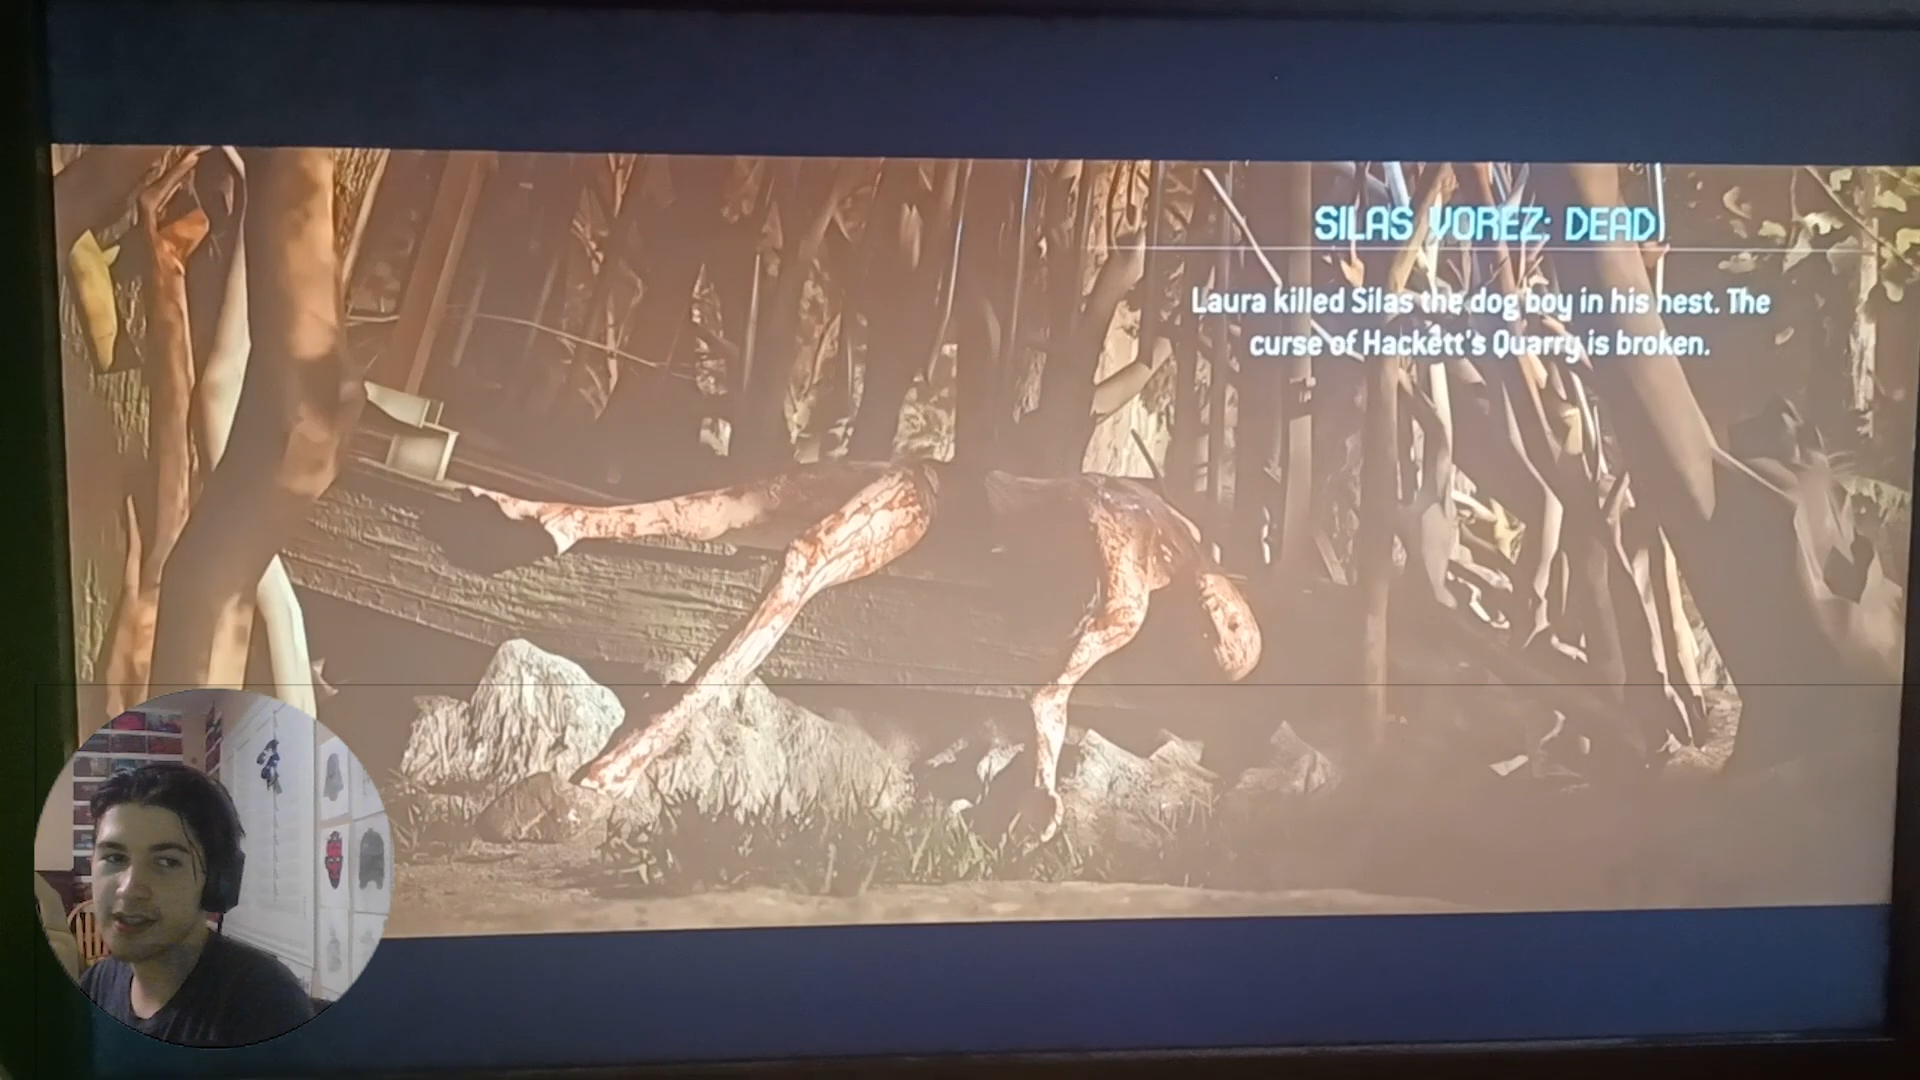 SILAS VOREZ: DEAD
Laura killed Silas the dog boy in his nest. The
curse of Hackett's Quarry is broken.